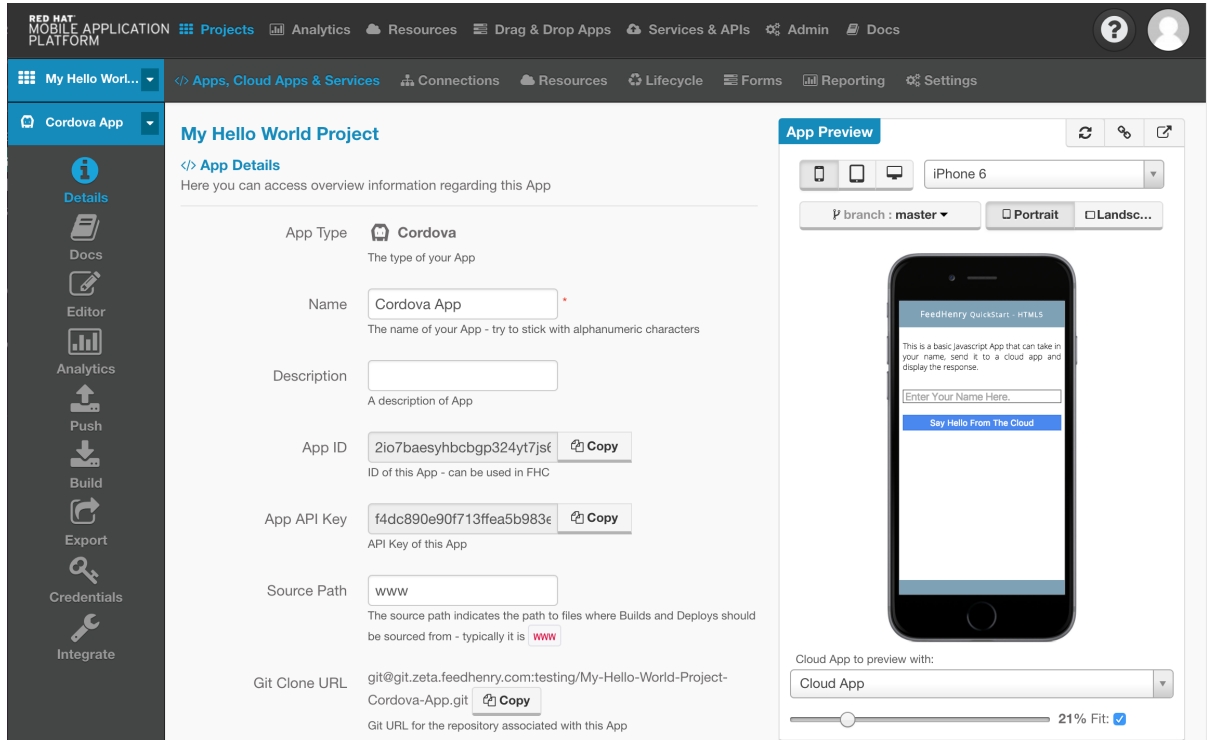 RED HAT
MOBILE APPLICATION
PLATFORM
Projects Analytics Resources Drag & Drop Apps Services & APIs Admin Docs
?
My Hello Worl...
Apps, Cloud Apps & Services Connections Resources Lifecycle Forms Reporting Settings
Cordova App
Details
Docs
Editor
Analytics
Push
Build
Export
Credentials
Integrate
My Hello World Project
</> App Details
Here you can access overview information regarding this App
App Type Cordova
The type of your App
Name Cordova App *
The name of your App - try to stick with alphanumeric characters
Description
A description of App
App ID 2io7baesyhbcbgp324yt7js6 Copy
ID of this App - can be used in FHC
App API Key f4dc890e90f713ffea5b983e Copy
API Key of this App
Source Path www
The source path indicates the path to files where Builds and Deploys should
be sourced from - typically it is www
Git Clone URL git@git.zeta.feedhenry.com:testing/My-Hello-World-Project-
Cordova-App.git Copy
Git URL for the repository associated with this App
App Preview
iPhone 6
branch : master Portrait Landsc...
FeedHenry QuickStart - HTML5
This is a basic Javascript App that can take in
your name, send it to a cloud app and
display the response.
Enter Your Name Here.
Say Hello From The Cloud
Cloud App to preview with:
Cloud App
21% Fit: